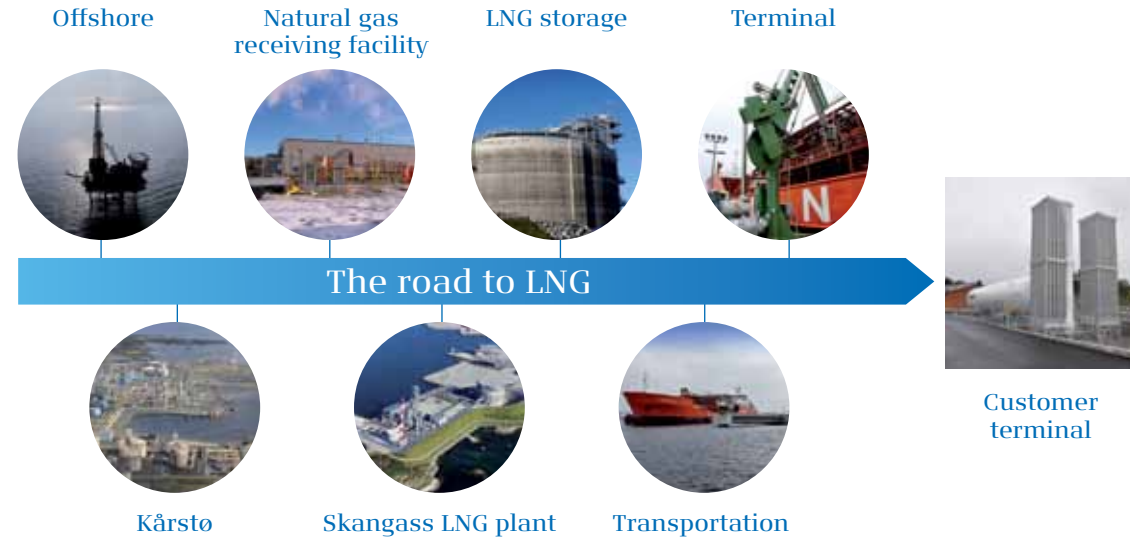 Offshore
Natural gas
receiving facility
LNG storage
Terminal
N
The road to LNG
Customer
terminal
Kårstø
Skangass LNG plant
Transportation